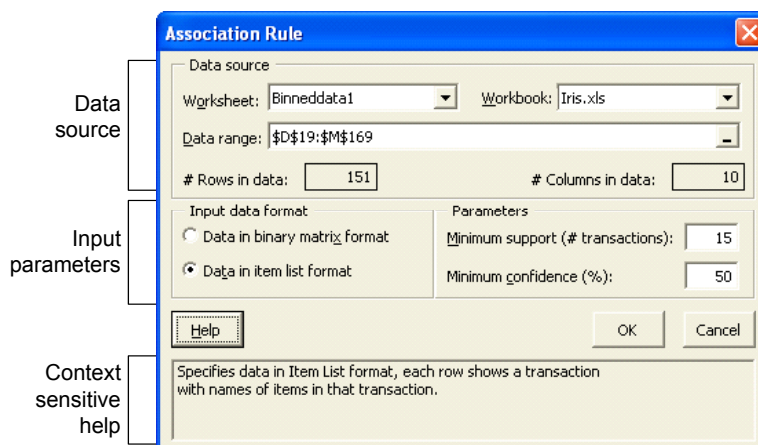 Association Rule
Data source
Data
source
Worksheet: Binneddata1 Workbook: Iris.xls
Data range: $D$19:$M$169
# Rows in data: 151 # Columns in data: 10
Input
parameters
Input data format Parameters
Data in binary matrix format Minimum support (# transactions): 15
Data in item list format Minimum confidence (%): 50
Help OK Cancel
Context
sensitive
help
Specifies data in Item List format, each row shows a transaction
with names of items in that transaction.